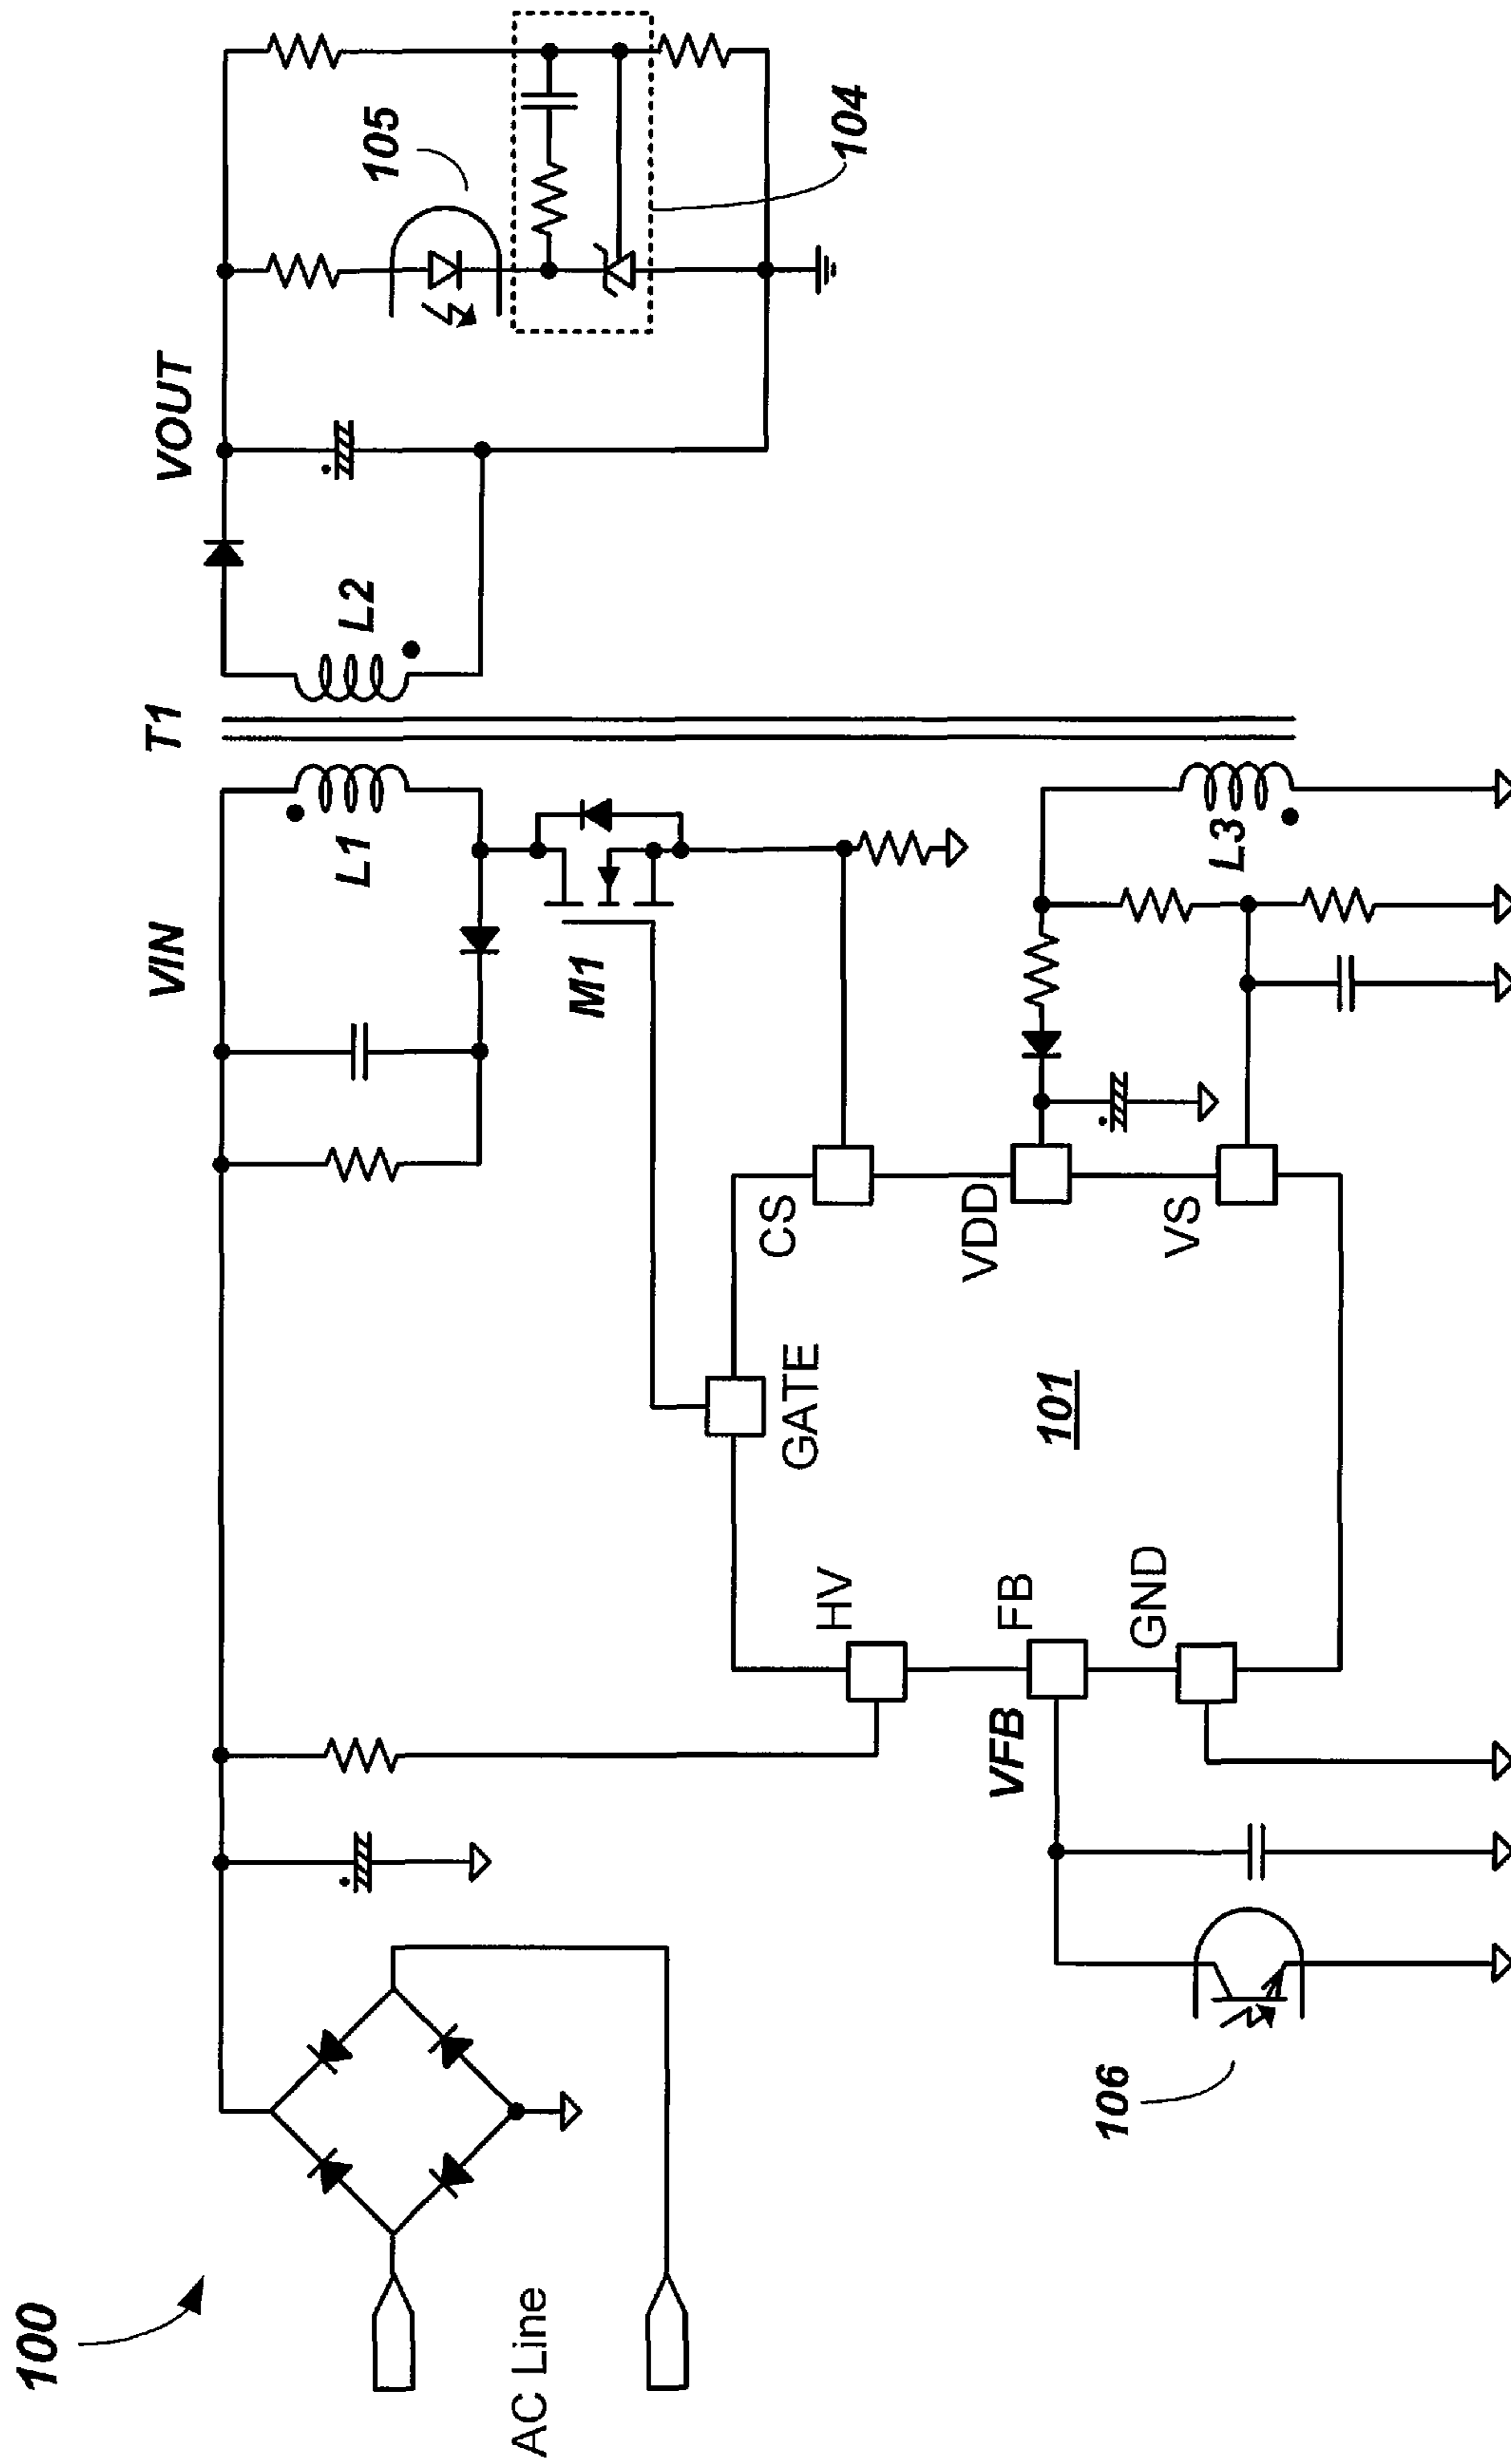 100
AC Line
VIN
T1
VOUT
L1
L2
105
104
M1
HV
GATE
CS
VFB
FB
101
VDD
GND
VS
L3
106